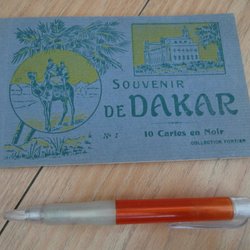 SOUVENIR
DE DAKAR
Nº 1
10 Cartes en Noir
COLLECTION FORTIER